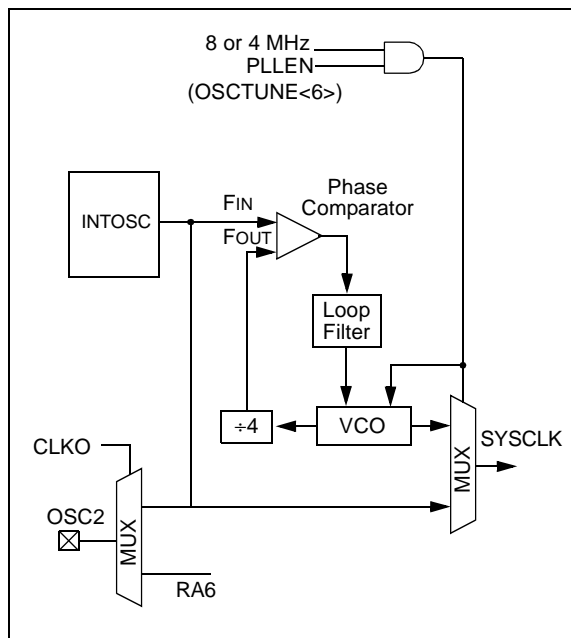 8 or 4 MHz
PLLEN
(OSCTUNE<6>)
INTOSC
FIN
FOUT
Phase
Comparator
Loop
Filter
÷4
VCO
MUX
SYSCLK
CLKO
OSC2
MUX
RA6